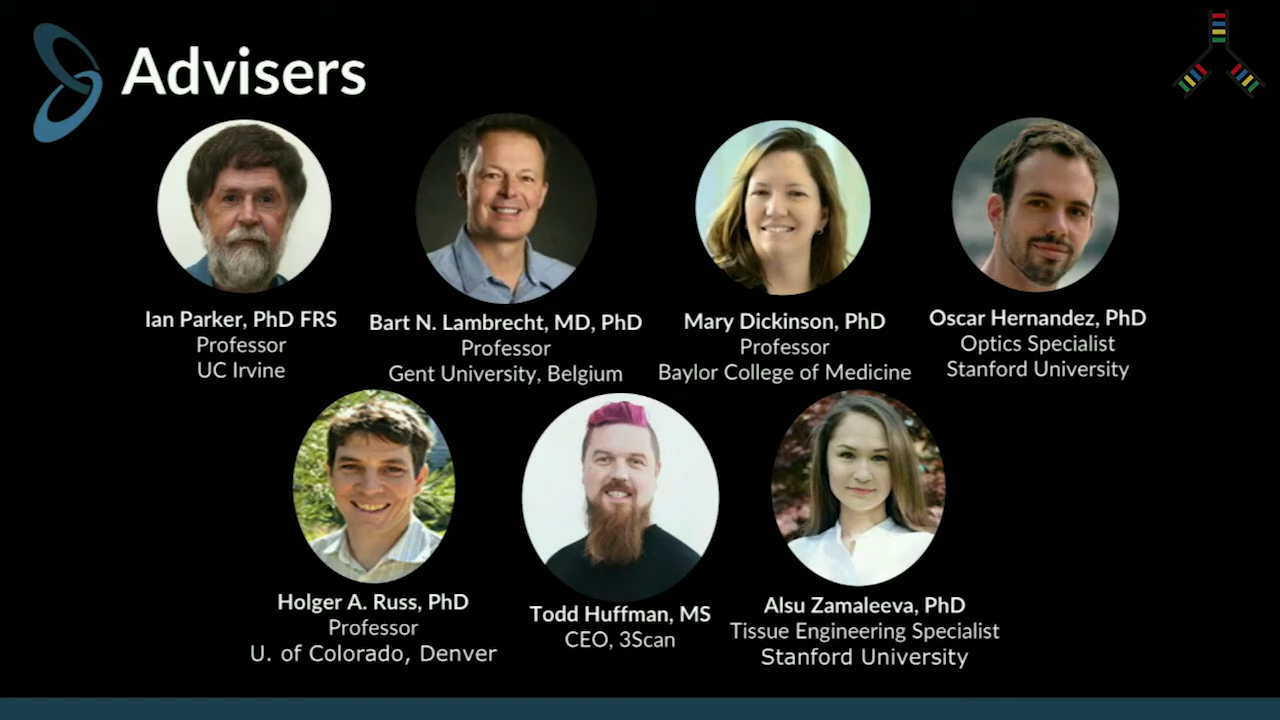 Advisers
Ian Parker, PhD FRS
Professor
UC Irvine
Bart N. Lambrecht, MD, PhD
Professor
Gent University, Belgium
Mary Dickinson, PhD
Professor
Baylor College of Medicine
Oscar Hernandez, PhD
Optics Specialist
Stanford University
Holger A. Russ, PhD
Professor
U. of Colorado, Denver
Todd Huffman, MS
CEO, 3Scan
Alsu Zamaleeva, PhD
Tissue Engineering Specialist
Stanford University